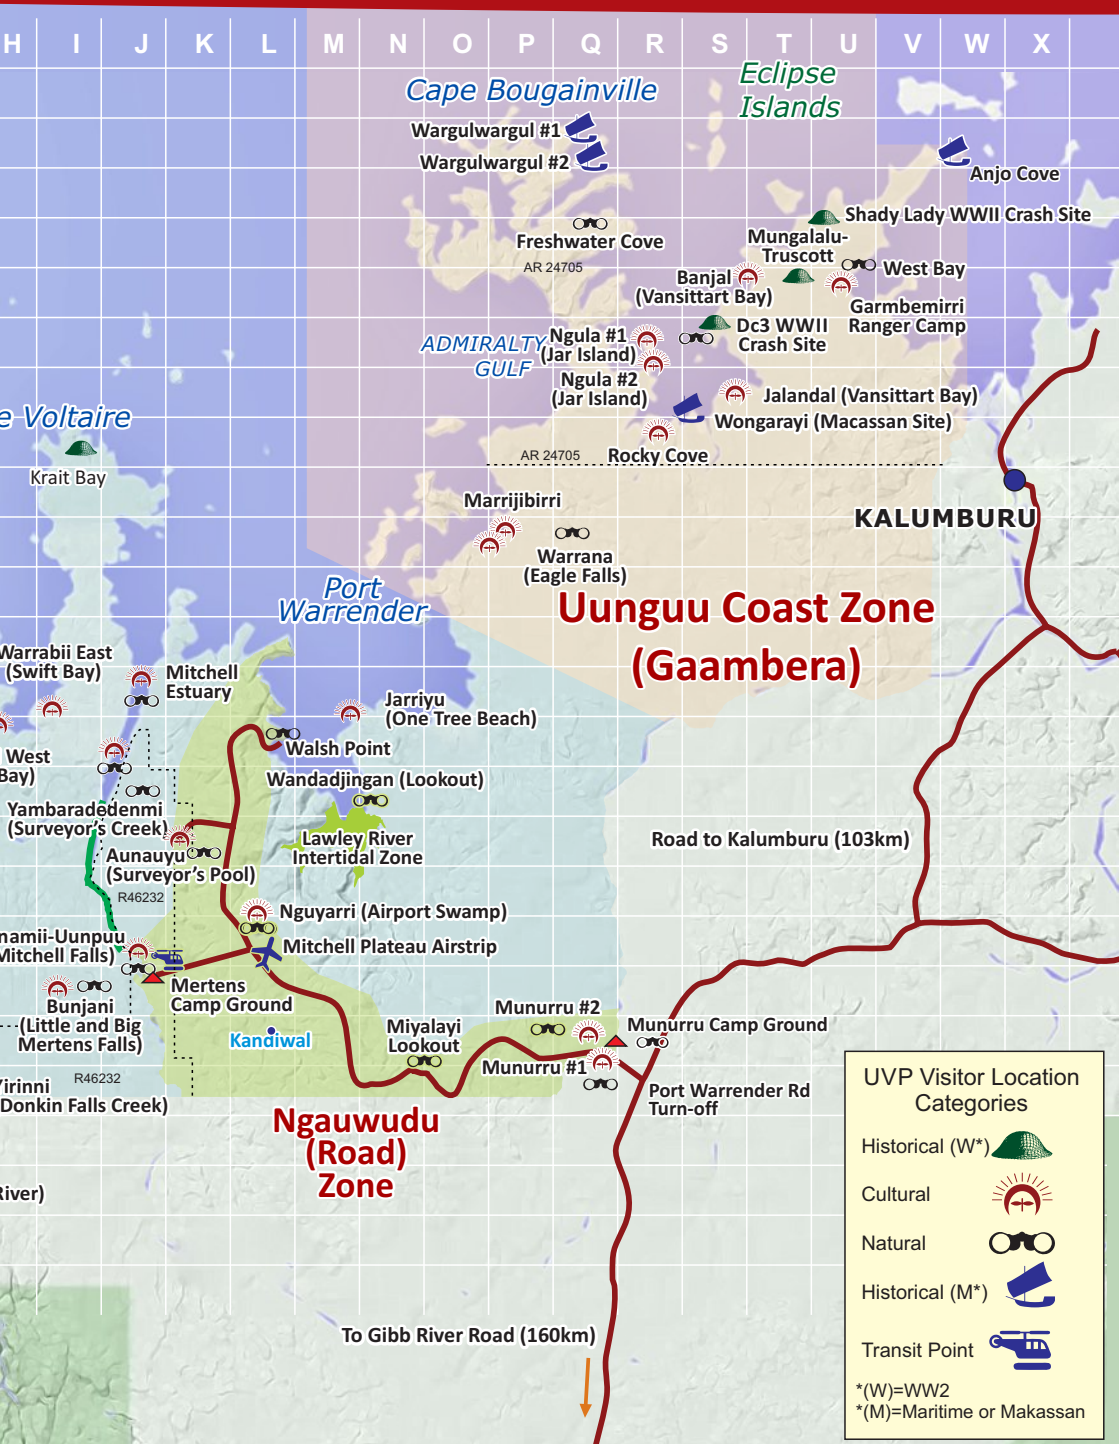 H I J K L M N O P Q R S T U V W X
Cape Bougainville
Eclipse
Islands
Wargulwargul #1
Wargulwargul #2
Anjo Cove
Shady Lady WWII Crash Site
Freshwater Cove
AR 24705
Mungalalu-
Truscott
West Bay
Banjal
(Vansittart Bay)
Garmbemirri
Ranger Camp
Dc3 WWII
Crash Site
ADMIRALTY
GULF
Ngula #1
(Jar Island)
Ngula #2
(Jar Island)
Jalandal (Vansittart Bay)
Wongarayi (Macassan Site)
e Voltaire
Krait Bay
AR 24705
Rocky Cove
Marrijibirri
KALUMBURU
Warrana
(Eagle Falls)
Port
Warrender
Uunguu Coast Zone
(Gaambera)
Warrabii East
(Swift Bay)
Mitchell
Estuary
Jarriyu
(One Tree Beach)
West
Bay)
Walsh Point
Wandadjingan (Lookout)
Yambaradedenmi
(Surveyor's Creek)
Lawley River
Intertidal Zone
Road to Kalumburu (103km)
Aunauyu
(Surveyor's Pool)
R46232
Nguyarri (Airport Swamp)
namii-Uunpuu
Mitchell Falls)
Mitchell Plateau Airstrip
Mertens
Camp Ground
Bunjani
(Little and Big
Mertens Falls)
Kandiwal
Miyalayi
Lookout
Munurru #2
Munurru Camp Ground
Munurru #1
Port Warrender Rd
Turn-off
Yirinni
R46232
(Donkin Falls Creek)
Ngauwudu
(Road)
Zone
River)
To Gibb River Road (160km)
UVP Visitor Location
Categories
Historical (W*)
Cultural
Natural
Historical (M*)
Transit Point
*(W)=WW2
*(M)=Maritime or Makassan